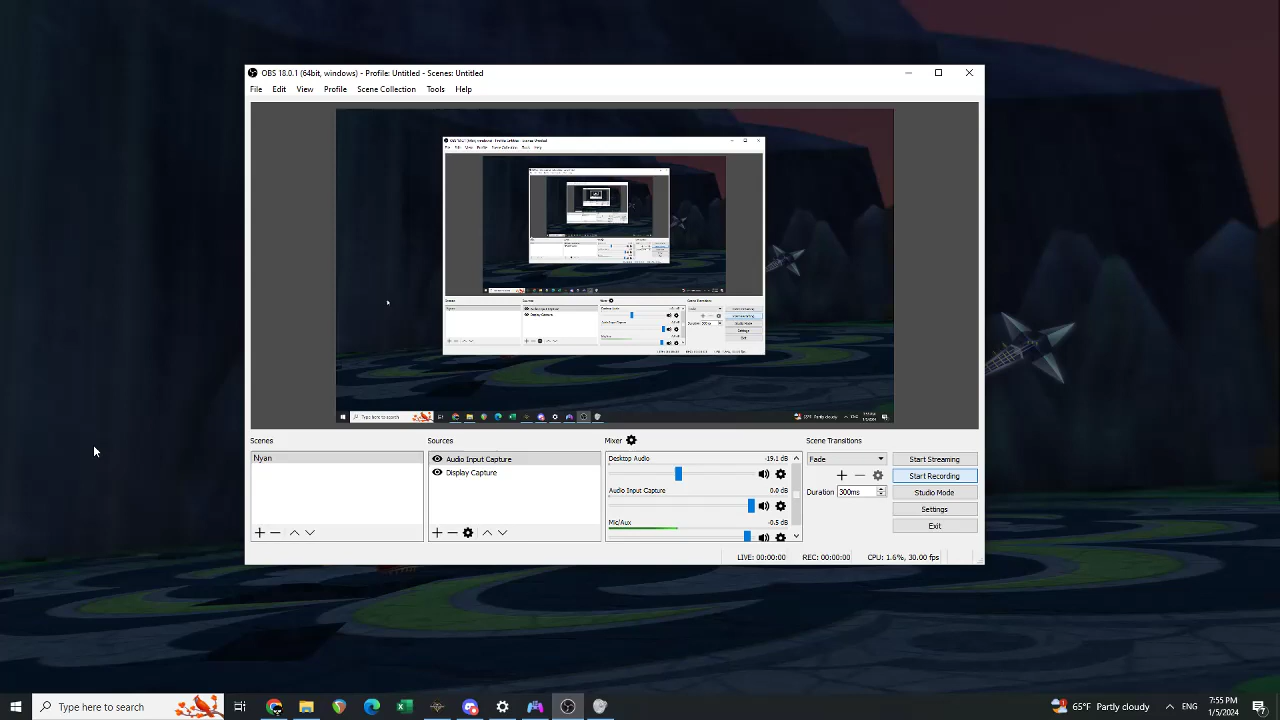 OBS 18.0.1 (64bit, windows) - Profile: Untitled - Scenes: Untitled
File Edit View Profile Scene Collection Tools Help
Scenes
Sources
Mixer
Scene Transitions
Nyan
Audio Input Capture
Display Capture
Desktop Audio -19.1 dB
Audio Input Capture 0.0 dB
Mic/Aux -0.5 dB
Fade
Duration 300ms
Start Streaming
Start Recording
Studio Mode
Settings
Exit
LIVE: 00:00:00 REC: 00:00:00 CPU: 1.6%, 30.00 fps
Type here to search
65°F Partly cloudy
ENG
7:55 PM
1/5/2024